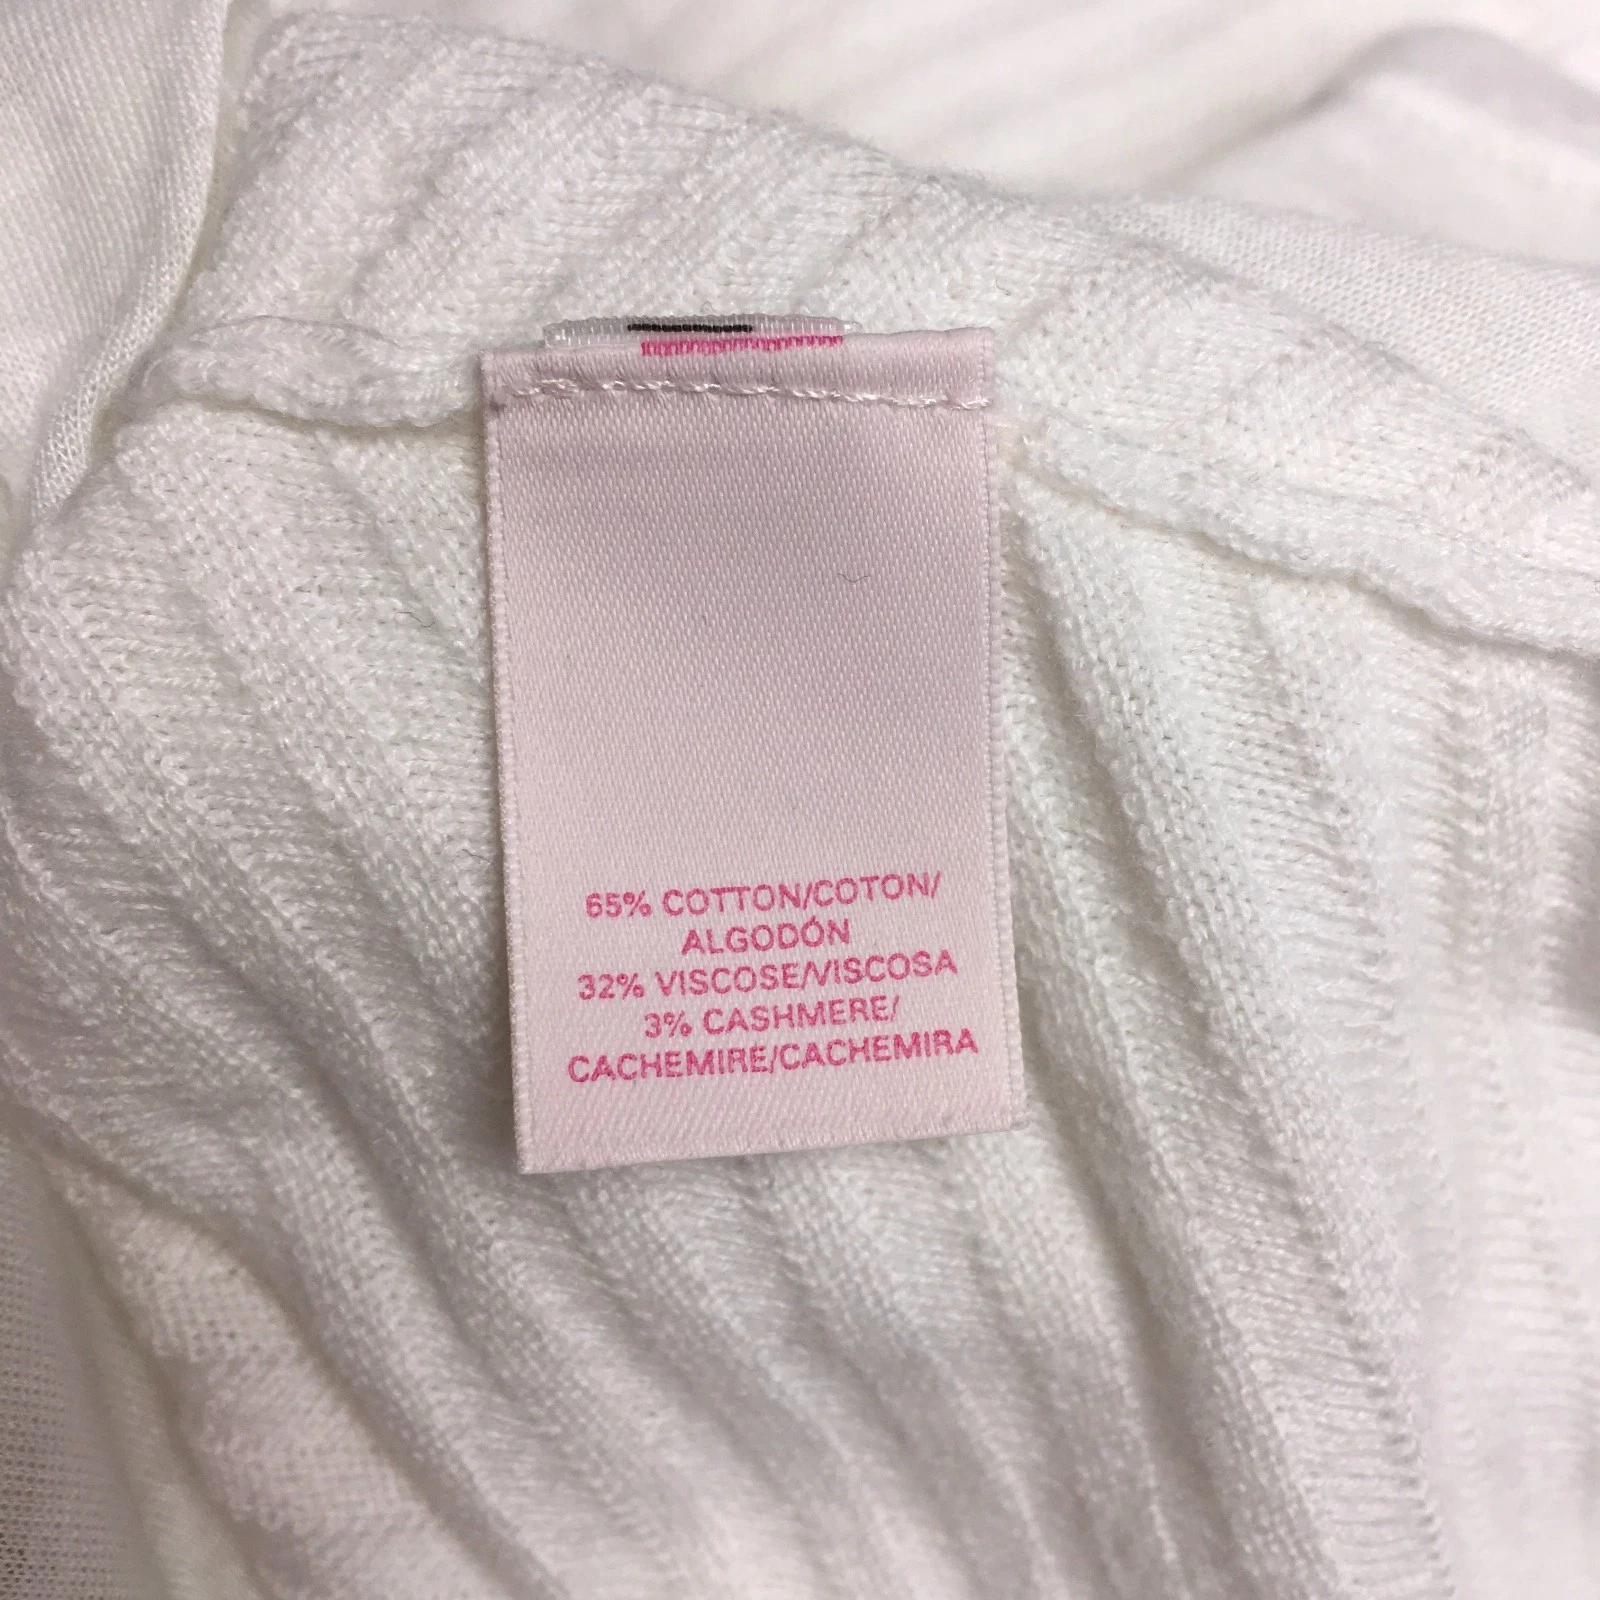 65% COTTON/COTON/
ALGODÓN
32% VISCOSE/VISCOSA
3% CASHMERE/
CACHEMIRE/CACHEMIRA